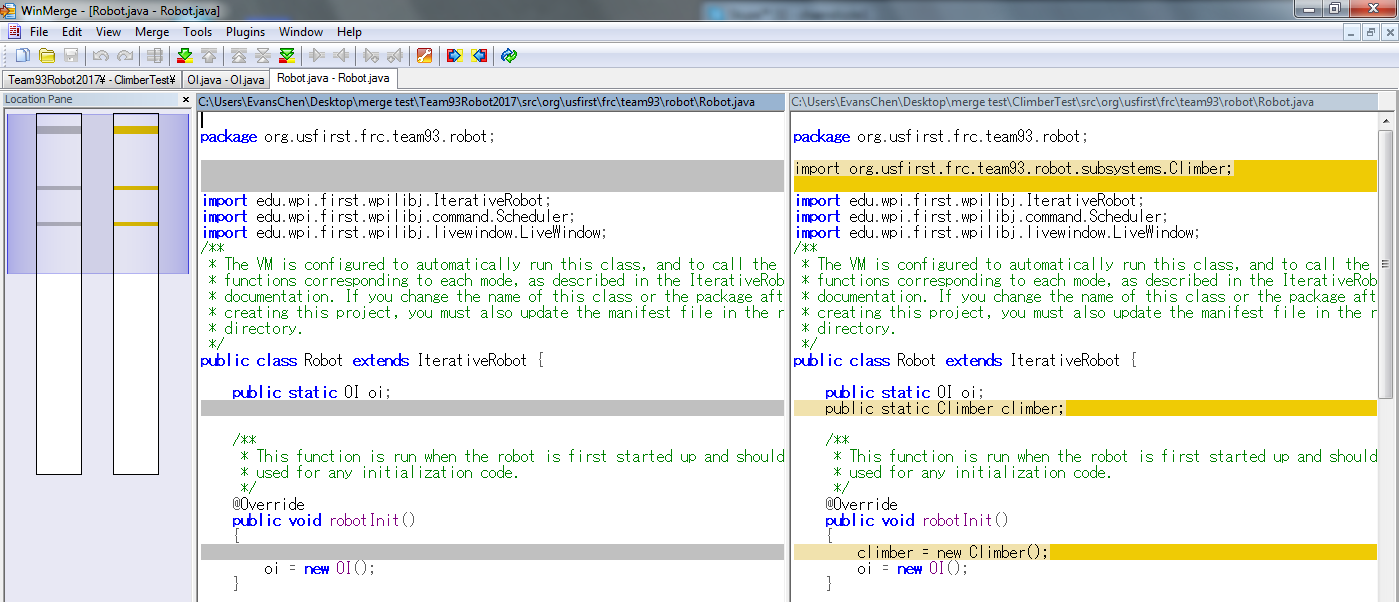 WinMerge - [Robot.java - Robot.java]
File Edit View Merge Tools Plugins Window Help
Team93Robot2017¥ - ClimberTest¥
OI.java - OI.java
Robot.java - Robot.java
Location Pane
C:\Users\EvansChen\Desktop\merge test\Team93Robot2017\src\org\usfirst\frc\team93\robot\Robot.java
package org.usfirst.frc.team93.robot;
import edu.wpi.first.wpilibj.IterativeRobot;
import edu.wpi.first.wpilibj.command.Scheduler;
import edu.wpi.first.wpilibj.livewindow.LiveWindow;
/**
* The VM is configured to automatically run this class, and to call the
* functions corresponding to each mode, as described in the IterativeRob
* documentation. If you change the name of this class or the package aft
* creating this project, you must also update the manifest file in the r
* directory.
*/
public class Robot extends IterativeRobot {
public static OI oi;
/**
* This function is run when the robot is first started up and should
* used for any initialization code.
*/
@Override
public void robotInit()
{
oi = new OI();
}
C:\Users\EvansChen\Desktop\merge test\ClimberTest\src\org\usfirst\frc\team93\robot\Robot.java
package org.usfirst.frc.team93.robot;
import org.usfirst.frc.team93.robot.subsystems.Climber;
import edu.wpi.first.wpilibj.IterativeRobot;
import edu.wpi.first.wpilibj.command.Scheduler;
import edu.wpi.first.wpilibj.livewindow.LiveWindow;
/**
* The VM is configured to automatically run this class, and to call the
* functions corresponding to each mode, as described in the IterativeRob
* documentation. If you change the name of this class or the package aft
* creating this project, you must also update the manifest file in the r
* directory.
*/
public class Robot extends IterativeRobot {
public static OI oi;
public static Climber climber;
/**
* This function is run when the robot is first started up and should
* used for any initialization code.
*/
@Override
public void robotInit()
{
climber = new Climber();
oi = new OI();
}